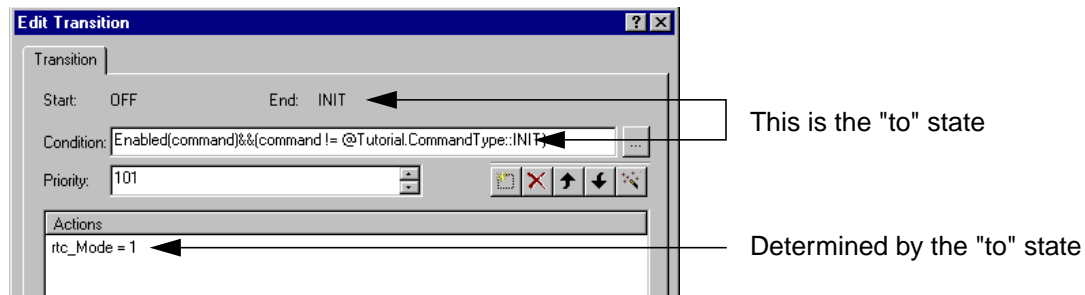 Edit Transition
Transition
Start: OFF End: INIT
This is the "to" state
Condition: Enabled(command)&&(command != @Tutorial.CommandType::INIT)
...
Priority: 101
Actions
rtc_Mode = 1
Determined by the "to" state